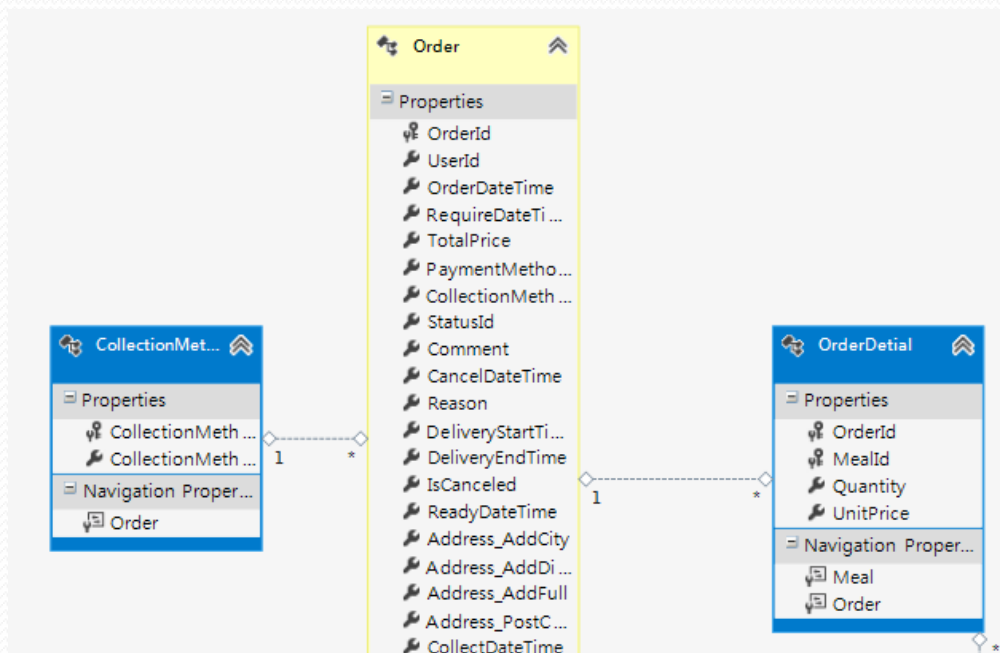 Order
Properties
OrderId
UserId
OrderDateTime
RequireDateTi...
TotalPrice
PaymentMetho...
CollectionMeth...
StatusId
Comment
CancelDateTime
Reason
DeliveryStartTi...
DeliveryEndTime
IsCanceled
ReadyDateTime
Address_AddCity
Address_AddDi...
Address_AddFull
Address_PostC...
CollectDateTime
CollectionMet...
Properties
CollectionMeth...
CollectionMeth...
Navigation Proper...
Order
1
*
1
*
OrderDetial
Properties
OrderId
MealId
Quantity
UnitPrice
Navigation Proper...
Meal
Order
*